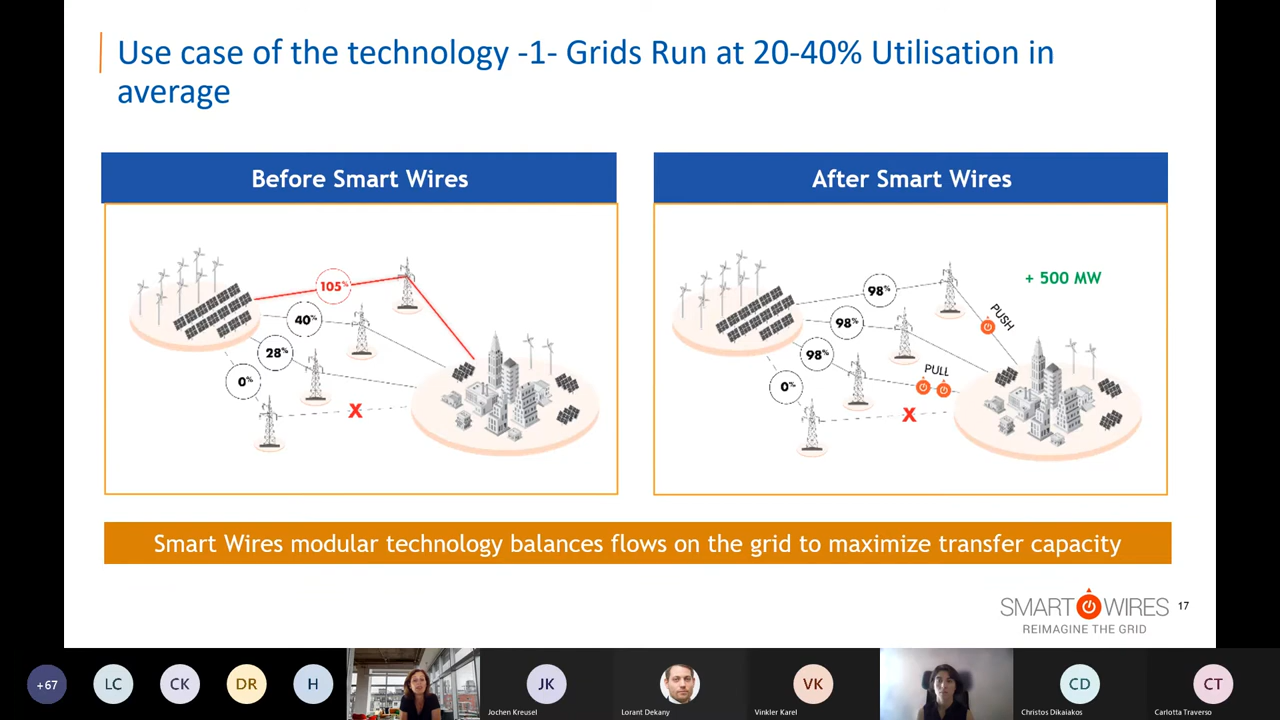 Use case of the technology -1- Grids Run at 20-40% Utilisation in
average
Before Smart Wires
105%
40%
28%
0%
X
After Smart Wires
+ 500 MW
98%
98%
98%
0%
PUSH
PULL
X
Smart Wires modular technology balances flows on the grid to maximize transfer capacity
SMART WIRES
REIMAGINE THE GRID
17
+67
LC
CK
DR
H
JK
Jochen Kreusel
Lorant Dekany
VK
Vinkler Karel
CD
Christos Dikaiakos
CT
Carlotta Traverso